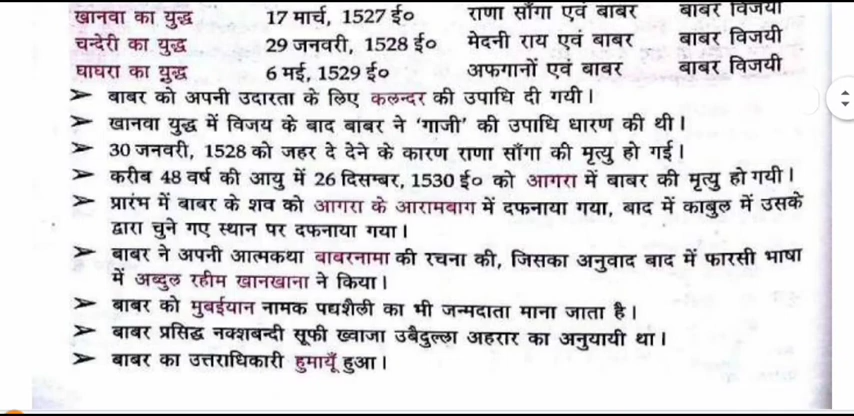 खानवा का युद्ध 17 मार्च, 1527 ई० राणा साँगा एवं बाबर बाबर विजयी
चन्देरी का युद्ध 29 जनवरी, 1528 ई० मेदनी राय एवं बाबर बाबर विजयी
घाघरा का युद्ध 6 मई, 1529 ई० अफगानों एवं बाबर बाबर विजयी
➤ बाबर को अपनी उदारता के लिए कलन्दर की उपाधि दी गयी।
➤ खानवा युद्ध में विजय के बाद बाबर ने ‘गाजी’ की उपाधि धारण की थी।
➤ 30 जनवरी, 1528 को जहर दे देने के कारण राणा साँगा की मृत्यु हो गई।
➤ करीब 48 वर्ष की आयु में 26 दिसम्बर, 1530 ई० को आगरा में बाबर की मृत्यु हो गयी।
➤ प्रारंभ में बाबर के शव को आगरा के आरामबाग में दफनाया गया, बाद में काबुल में उसके
द्वारा चुने गए स्थान पर दफनाया गया।
➤ बाबर ने अपनी आत्मकथा बाबरनामा की रचना की, जिसका अनुवाद बाद में फारसी भाषा
में अब्दुल रहीम खानखाना ने किया।
➤ बाबर को मुबईयान नामक पद्यशैली का भी जन्मदाता माना जाता है।
➤ बाबर प्रसिद्ध नक्शबन्दी सूफी ख्वाजा उबैदुल्ला अहरार का अनुयायी था।
➤ बाबर का उत्तराधिकारी हुमायूँ हुआ।